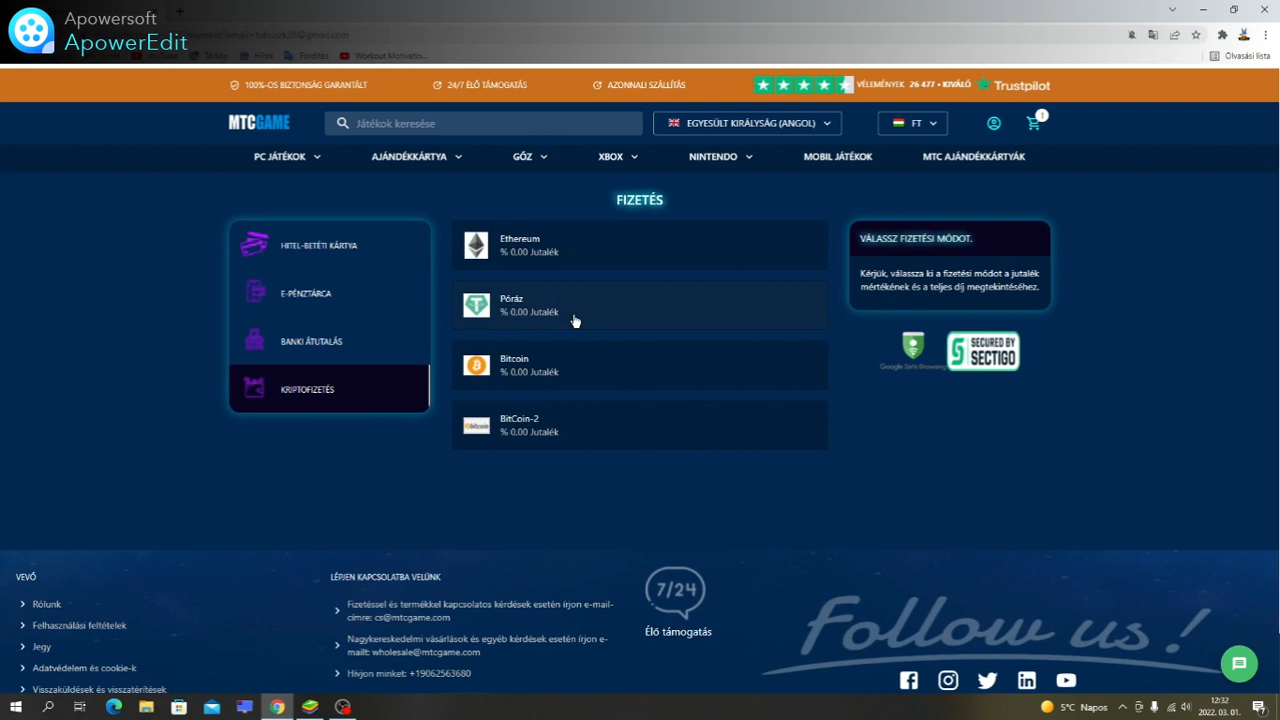 Apowersoft
ApowerEdit
Workout Motivatio...
Olvasási lista
100%-OS BIZTONSÁG GARANTÁLT
24/7 ÉLŐ TÁMOGATÁS
AZONNALI SZÁLLÍTÁS
VÉLEMÉNYEK 26 477 • KIVÁLÓ Trustpilot
MTCGAME
Játékok keresése
EGYESÜLT KIRÁLYSÁG (ANGOL)
FT
1
PC JÁTÉKOK
AJÁNDÉKKÁRTYA
GŐZ
XBOX
NINTENDO
MOBIL JÁTÉKOK
MTC AJÁNDÉKKÁRTYÁK
FIZETÉS
HITEL-BETÉTI KÁRTYA
E-PÉNZTÁRCA
BANKI ÁTUTALÁS
KRIPTOFIZETÉS
Ethereum
% 0,00 Jutalék
Póráz
% 0,00 Jutalék
Bitcoin
% 0,00 Jutalék
BitCoin-2
% 0,00 Jutalék
VÁLASSZ FIZETÉSI MÓDOT.
Kérjük, válassza ki a fizetési módot a jutalék
mértékének és a teljes díj megtekintéséhez.
Google Safe Browsing
SECURED BY
SECTIGO
VEVŐ
Rólunk
Felhasználási feltételek
Jegy
Adatvédelem és cookie-k
Visszaküldések és visszatérítések
LÉPJEN KAPCSOLATBA VELÜNK
Fizetéssel és termékkel kapcsolatos kérdések esetén írjon e-mail-
címre: cs@mtcgame.com
Nagykereskedelmi vásárlások és egyéb kérdések esetén írjon e-
mailt: wholesale@mtcgame.com
Hívjon minket: +19062563680
7/24
Élő támogatás
Follow us !
5°C Napos
12:32
2022. 03. 01.